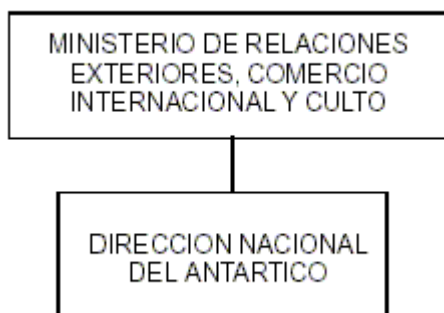 MINISTERIO DE RELACIONES
EXTERIORES, COMERCIO
INTERNACIONAL Y CULTO
DIRECCION NACIONAL
DEL ANTARTICO